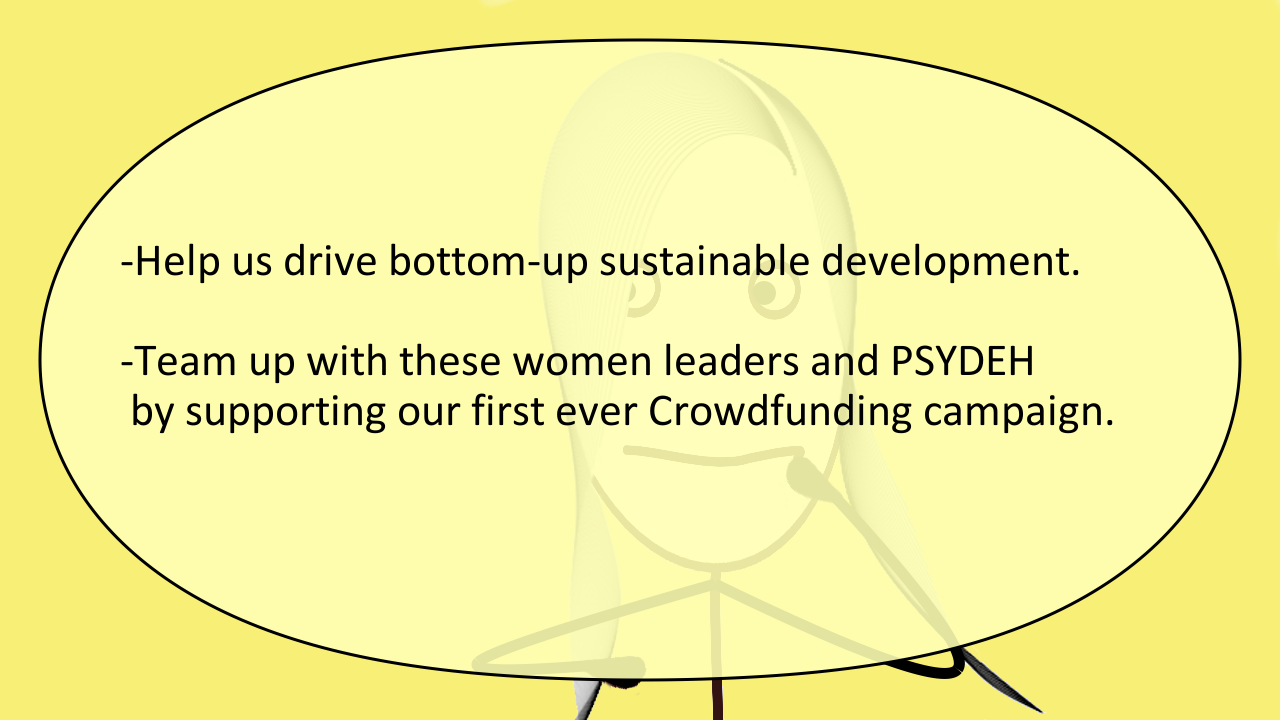 -Help us drive bottom-up sustainable development.
-Team up with these women leaders and PSYDEH
by supporting our first ever Crowdfunding campaign.